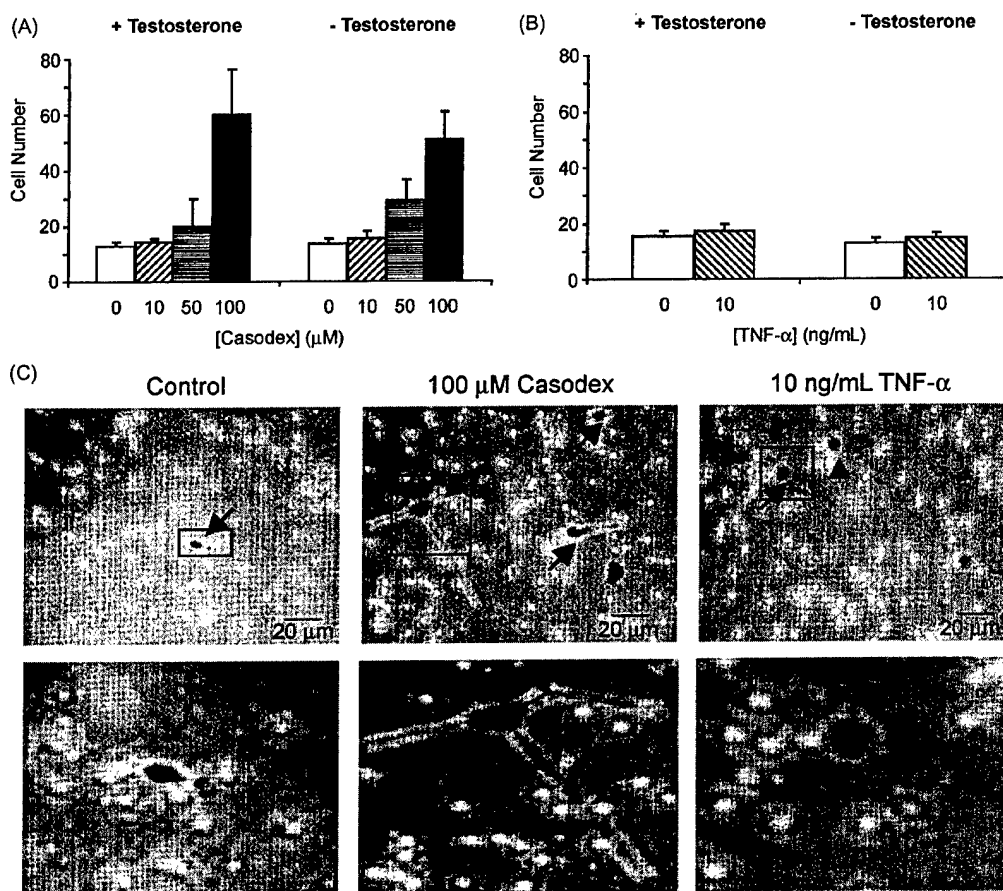 (A)
+ Testosterone - Testosterone
80
60
40
20
0
Cell Number
0 10 50 100 0 10 50 100
[Casodex] (μM)
(B)
+ Testosterone - Testosterone
80
60
40
20
0
Cell Number
0 10 0 10
[TNF-α] (ng/mL)
(C)
Control 100 μM Casodex 10 ng/mL TNF-α
20 μm 20 μm 20 μm